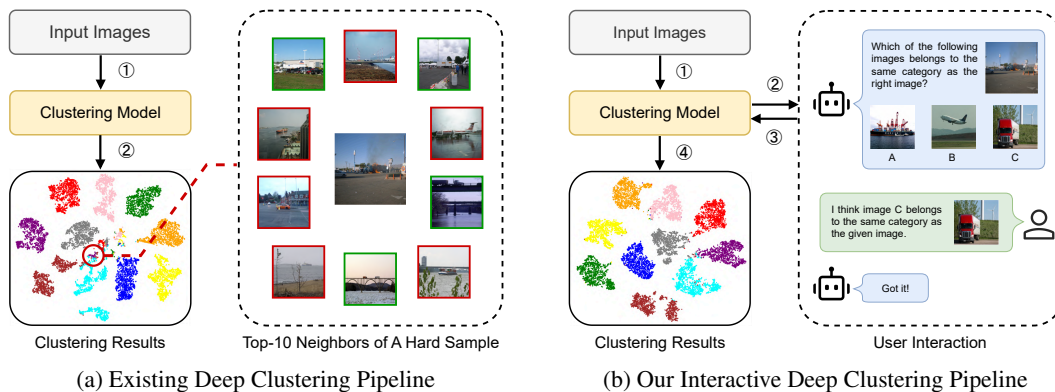 Input Images
①
Clustering Model
②
Clustering Results
Top-10 Neighbors of A Hard Sample
(a) Existing Deep Clustering Pipeline
Input Images
①
Clustering Model
②
③
④
Clustering Results
Which of the following
images belongs to the
same category as the
right image?
A
B
C
I think image C belongs
to the same category as
the given image.
Got it!
User Interaction
(b) Our Interactive Deep Clustering Pipeline